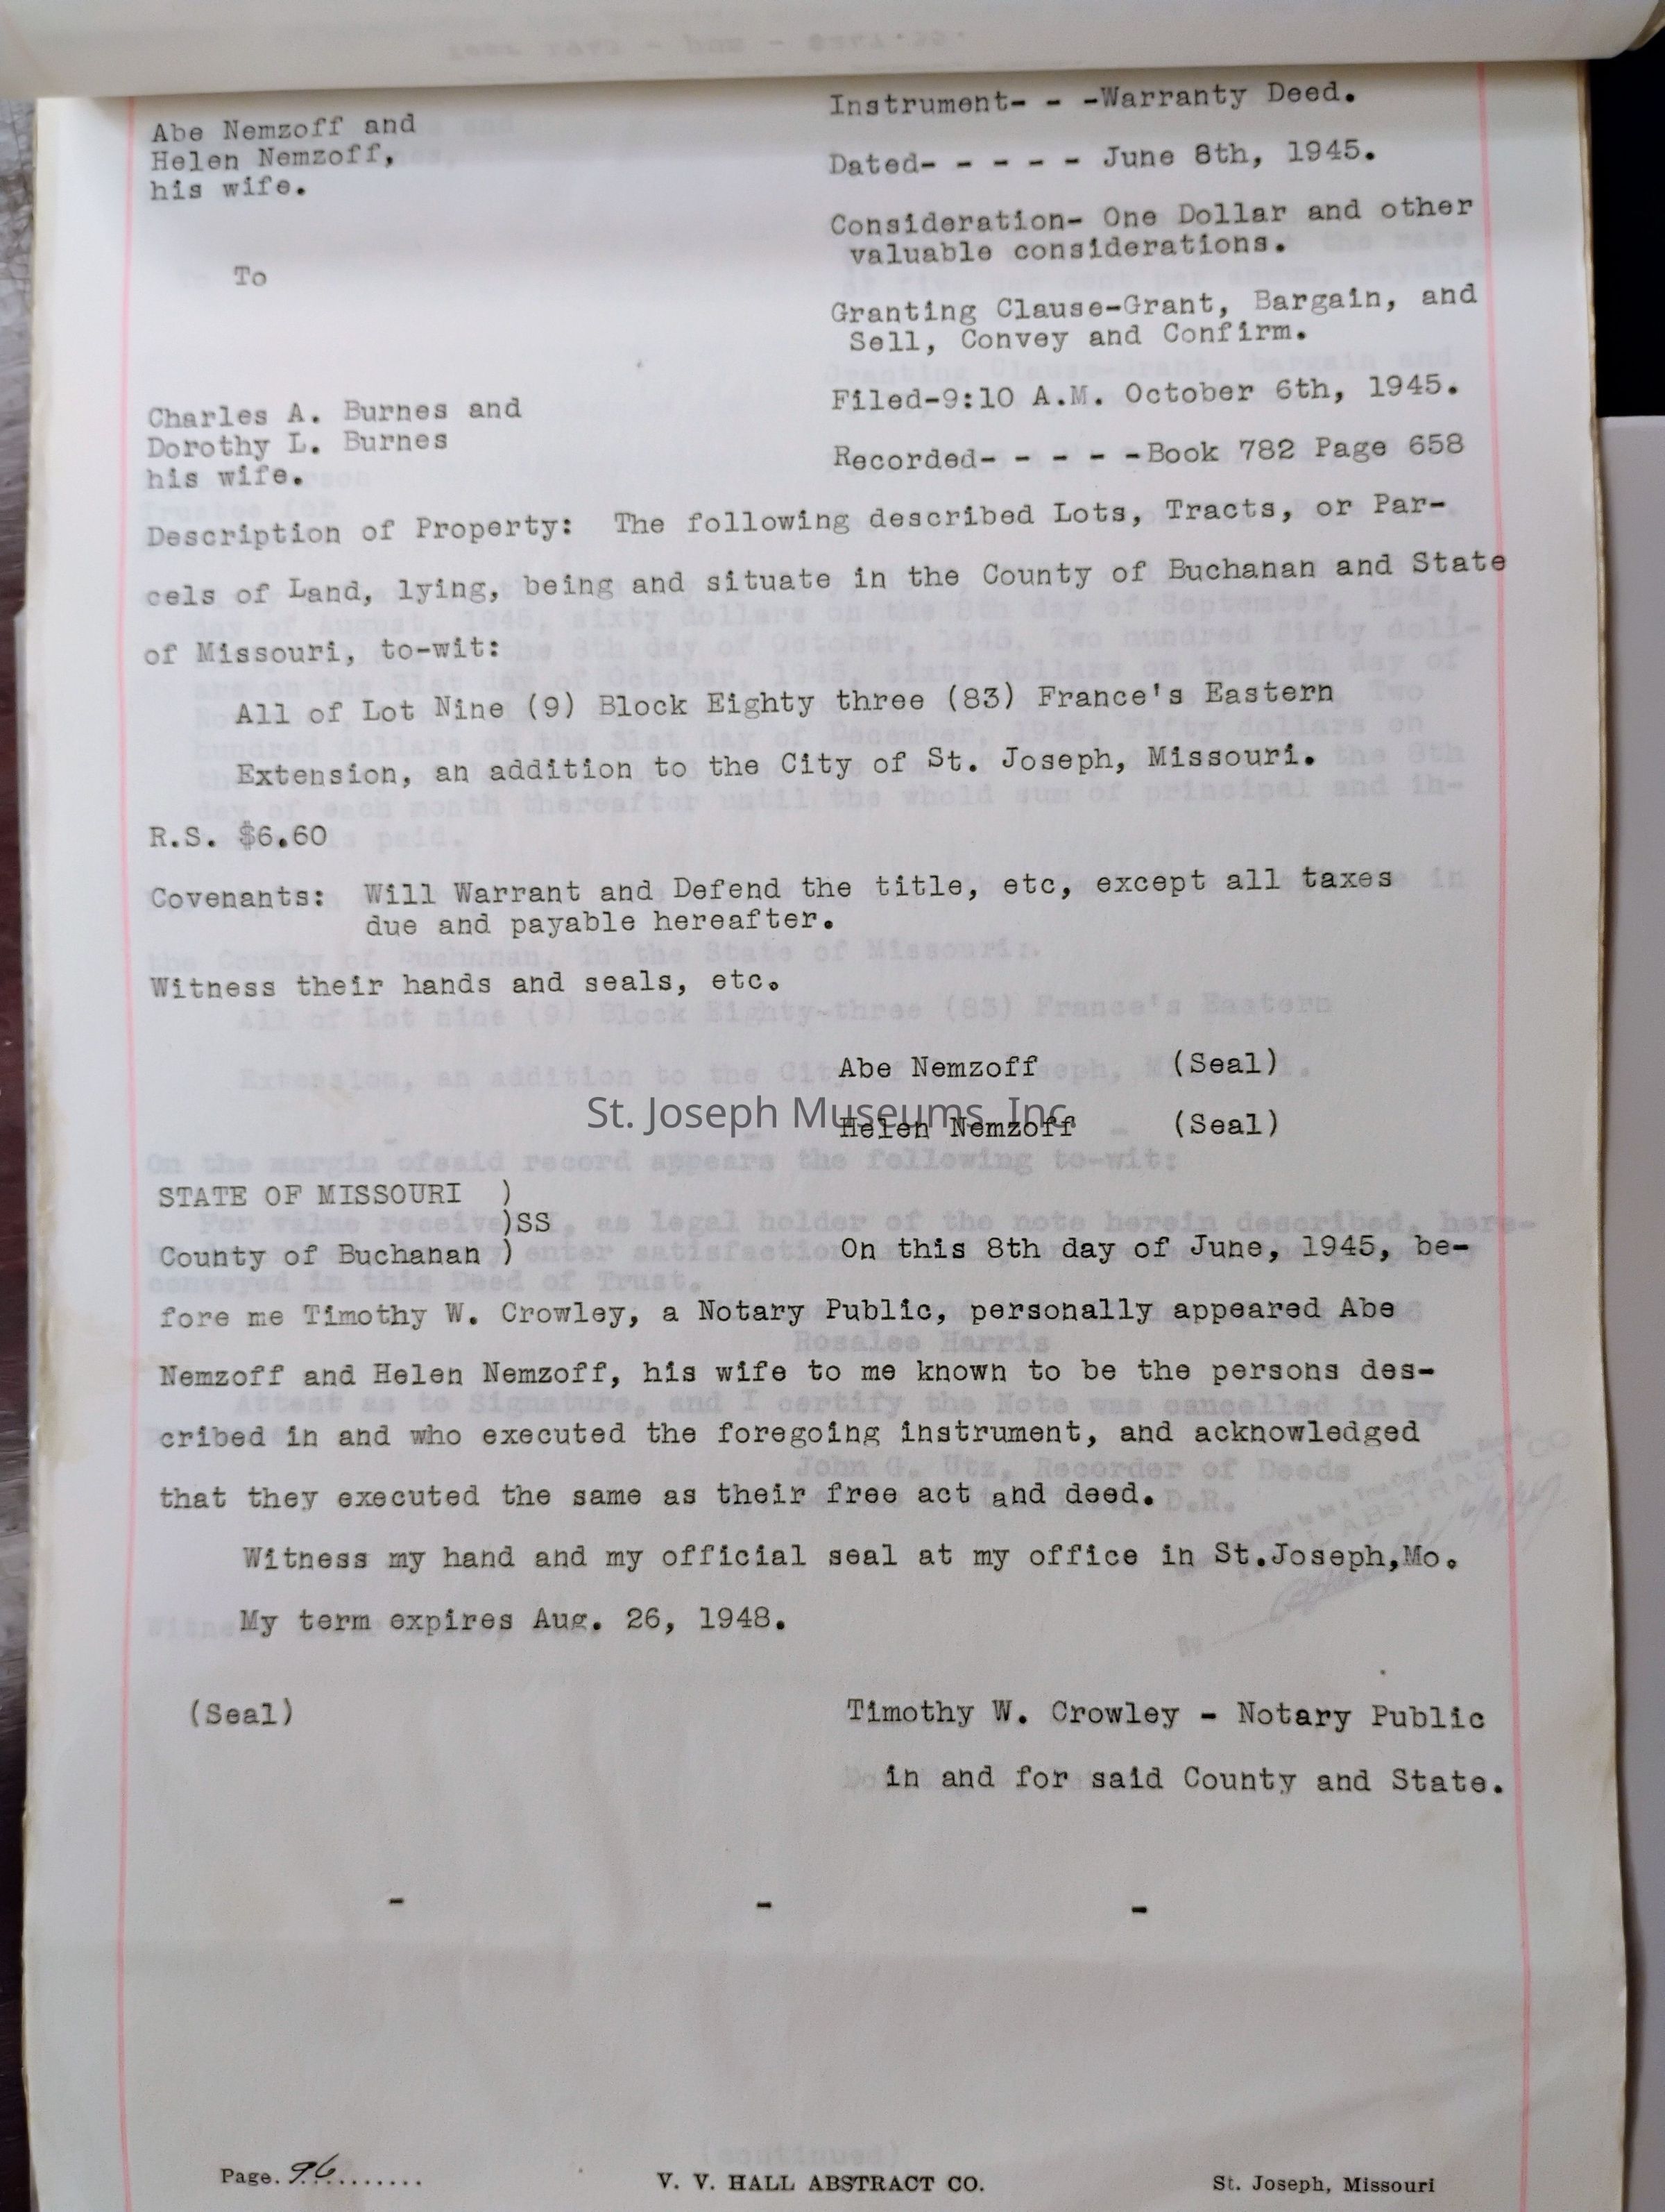 Abe Nemzoff and
Helen Nemzoff,
his wife.
To
Charles A. Burnes and
Dorothy L. Burnes
his wife.
Instrument- - -Warranty Deed.
Dated- - - - - June 8th, 1945.
Consideration- One Dollar and other
valuable considerations.
Granting Clause-Grant, Bargain, and
Sell, Convey and Confirm.
Filed-9:10 A.M. October 6th, 1945.
Recorded- - - - -Book 782 Page 658
Description of Property: The following described Lots, Tracts, or Par-
cels of Land, lying, being and situate in the County of Buchanan and State
of Missouri, to-wit:
All of Lot Nine (9) Block Eighty three (83) France's Eastern
Extension, an addition to the City of St. Joseph, Missouri.
R.S. $6.60
Covenants: Will Warrant and Defend the title, etc, except all taxes
due and payable hereafter.
Witness their hands and seals, etc.
Abe Nemzoff (Seal)
St. Joseph Museums, Inc.
Helen Nemzoff (Seal)
STATE OF MISSOURI )
)SS
County of Buchanan ) On this 8th day of June, 1945, be-
fore me Timothy W. Crowley, a Notary Public, personally appeared Abe
Nemzoff and Helen Nemzoff, his wife to me known to be the persons des-
cribed in and who executed the foregoing instrument, and acknowledged
that they executed the same as their free act and deed.
Witness my hand and my official seal at my office in St.Joseph,Mo.
My term expires Aug. 26, 1948.
(Seal) Timothy W. Crowley - Notary Public
in and for said County and State.
- - -
Page. 96........ V. V. HALL ABSTRACT CO. St. Joseph, Missouri